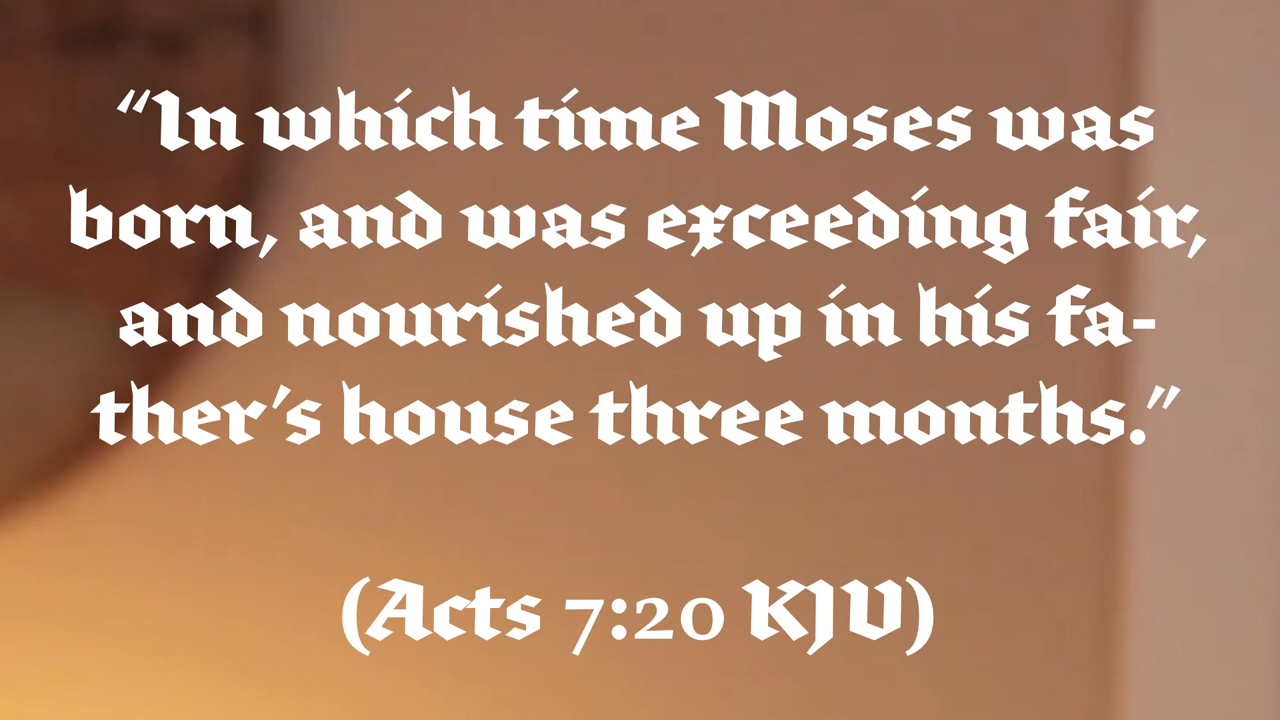 “In which time Moses was
born, and was exceeding fair,
and nourished up in his fa-
ther’s house three months.”
(Acts 7:20 KJV)